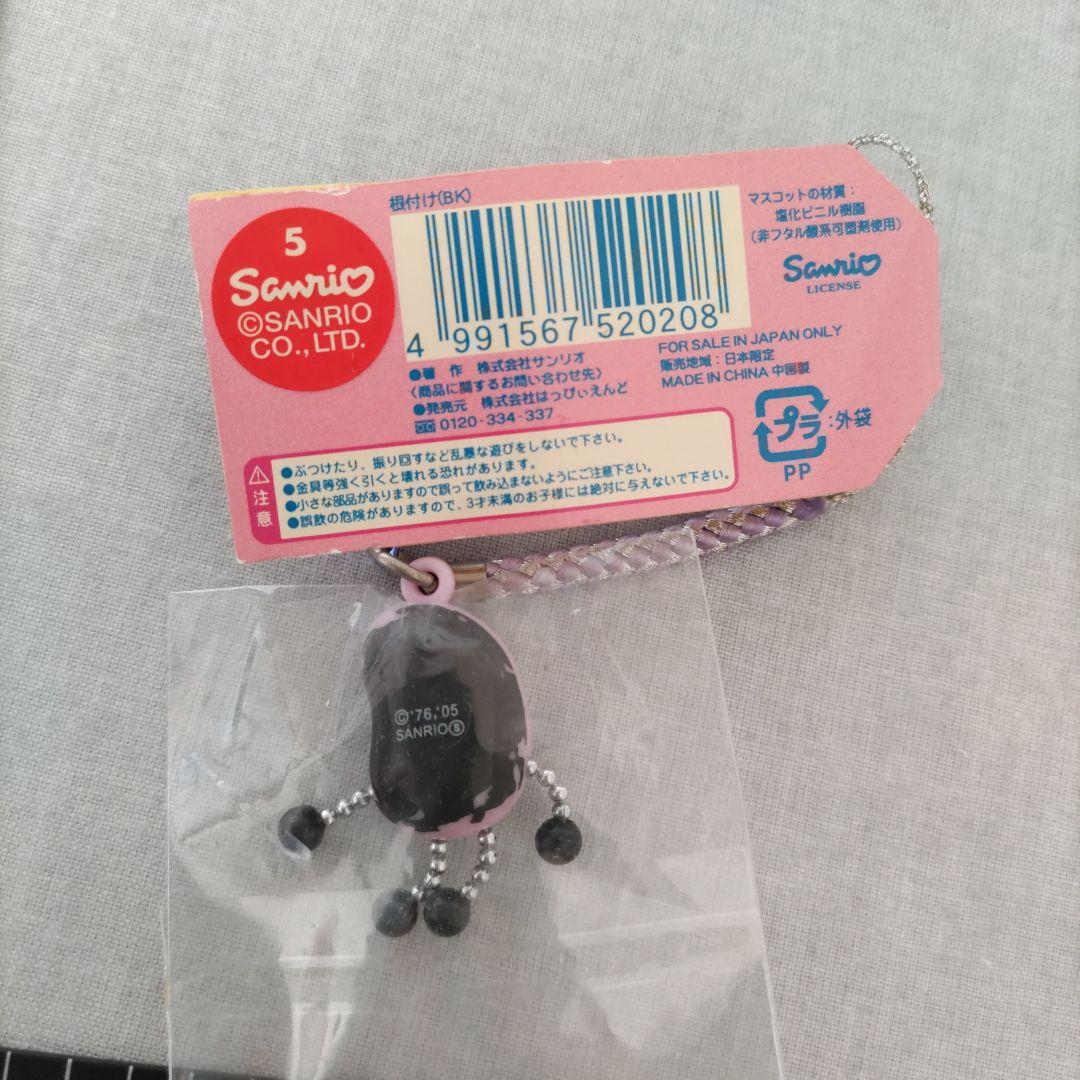 根付け(BK)
5
Sanrio
©SANRIO
CO., LTD.
4 991567 520208
マスコットの材質：
塩化ビニル樹脂
(非フタル酸系可塑剤使用)
Sanrio
LICENSE
●著 作 株式会社サンリオ
〈商品に関するお問い合わせ先〉
●発売元 株式会社はっぴぃえんど
0120-334-337
FOR SALE IN JAPAN ONLY
販売地域：日本限定
MADE IN CHINA 中国製
プラ：外袋
PP
注意
●ぶつけたり、振り回すなど乱暴な遊びをしないで下さい。
●金具等強く引くと壊れる恐れがあります。
●小さな部品がありますので誤って飲み込まないようにご注意下さい。
●誤飲の危険がありますので、3才未満のお子様には絶対に与えないで下さい。
©'76,'05
SANRIO Ⓢ